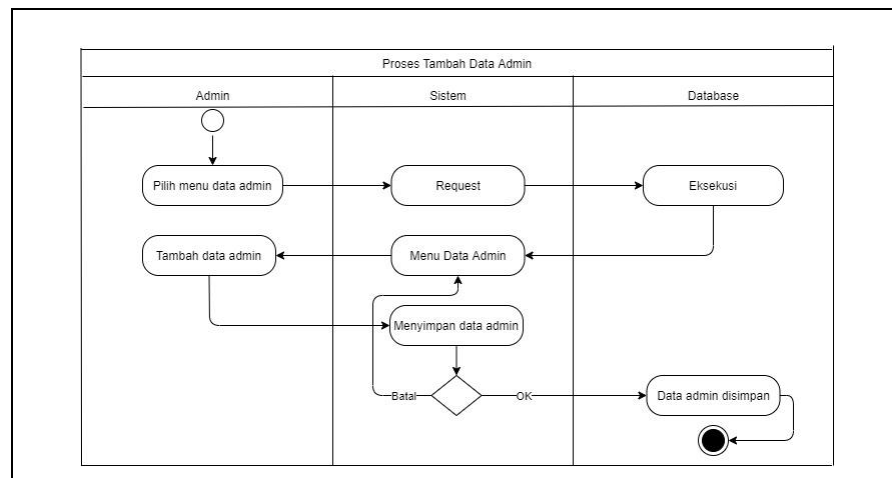 Proses Tambah Data Admin
Admin
Sistem
Database
Pilih menu data admin
Request
Eksekusi
Tambah data admin
Menu Data Admin
Menyimpan data admin
Batal
OK
Data admin disimpan